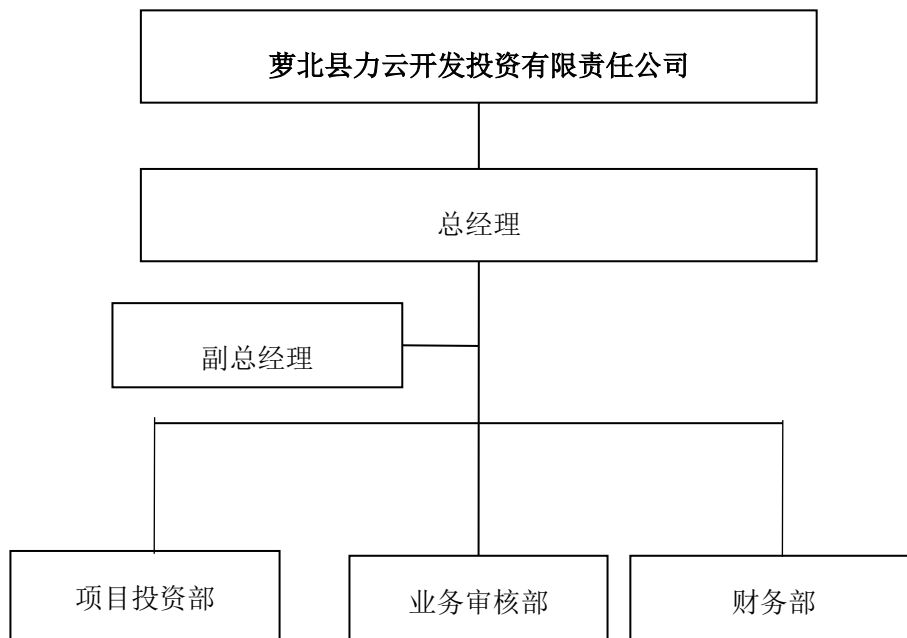 萝北县力云开发投资有限责任公司
总经理
副总经理
项目投资部
业务审核部
财务部